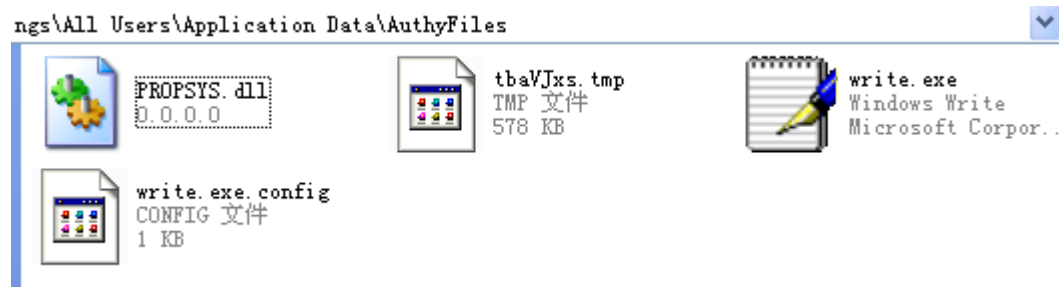 ngs\All Users\Application Data\AuthyFiles
PROPSYS.dll
0.0.0.0
tbaVJxs.tmp
TMP 文件
578 KB
write.exe
Windows Write
Microsoft Corpor...
write.exe.config
CONFIG 文件
1 KB